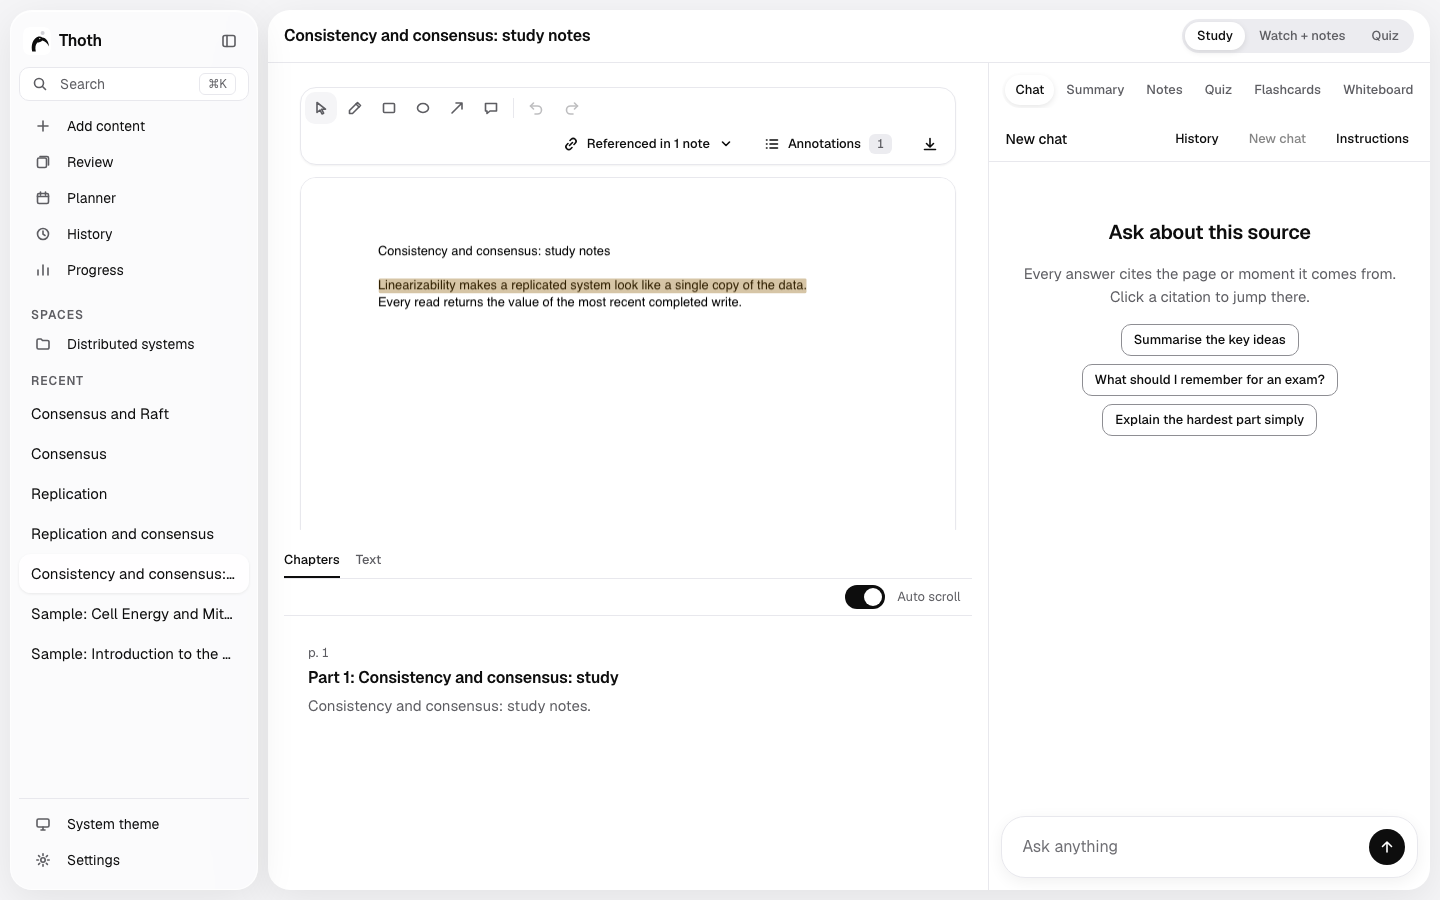 Thoth
Search
⌘K
Add content
Review
Planner
History
Progress
SPACES
Distributed systems
RECENT
Consensus and Raft
Consensus
Replication
Replication and consensus
Consistency and consensus:...
Sample: Cell Energy and Mit...
Sample: Introduction to the ...
System theme
Settings
Consistency and consensus: study notes
Study
Watch + notes
Quiz
Referenced in 1 note
Annotations
1
Consistency and consensus: study notes
Linearizability makes a replicated system look like a single copy of the data.
Every read returns the value of the most recent completed write.
Chapters
Text
Auto scroll
p. 1
Part 1: Consistency and consensus: study
Consistency and consensus: study notes.
Chat
Summary
Notes
Quiz
Flashcards
Whiteboard
New chat
History
New chat
Instructions
Ask about this source
Every answer cites the page or moment it comes from.
Click a citation to jump there.
Summarise the key ideas
What should I remember for an exam?
Explain the hardest part simply
Ask anything